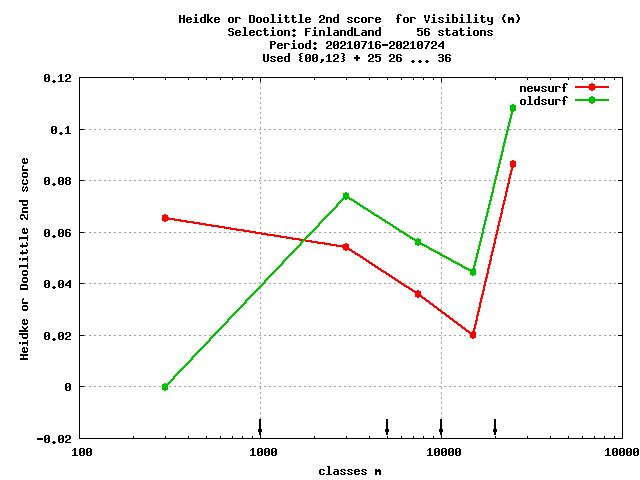 Heidke or Doolittle 2nd score  for Visibility (m)
Selection: FinlandLand     56 stations
Period: 20210716-20210724
Used {00,12} + 25 26 ... 36
0.12
newsurf
oldsurf
0.1
0.08
0.06
0.04
0.02
0
-0.02
Heidke or Doolittle 2nd score
100
1000
10000
10000
classes m